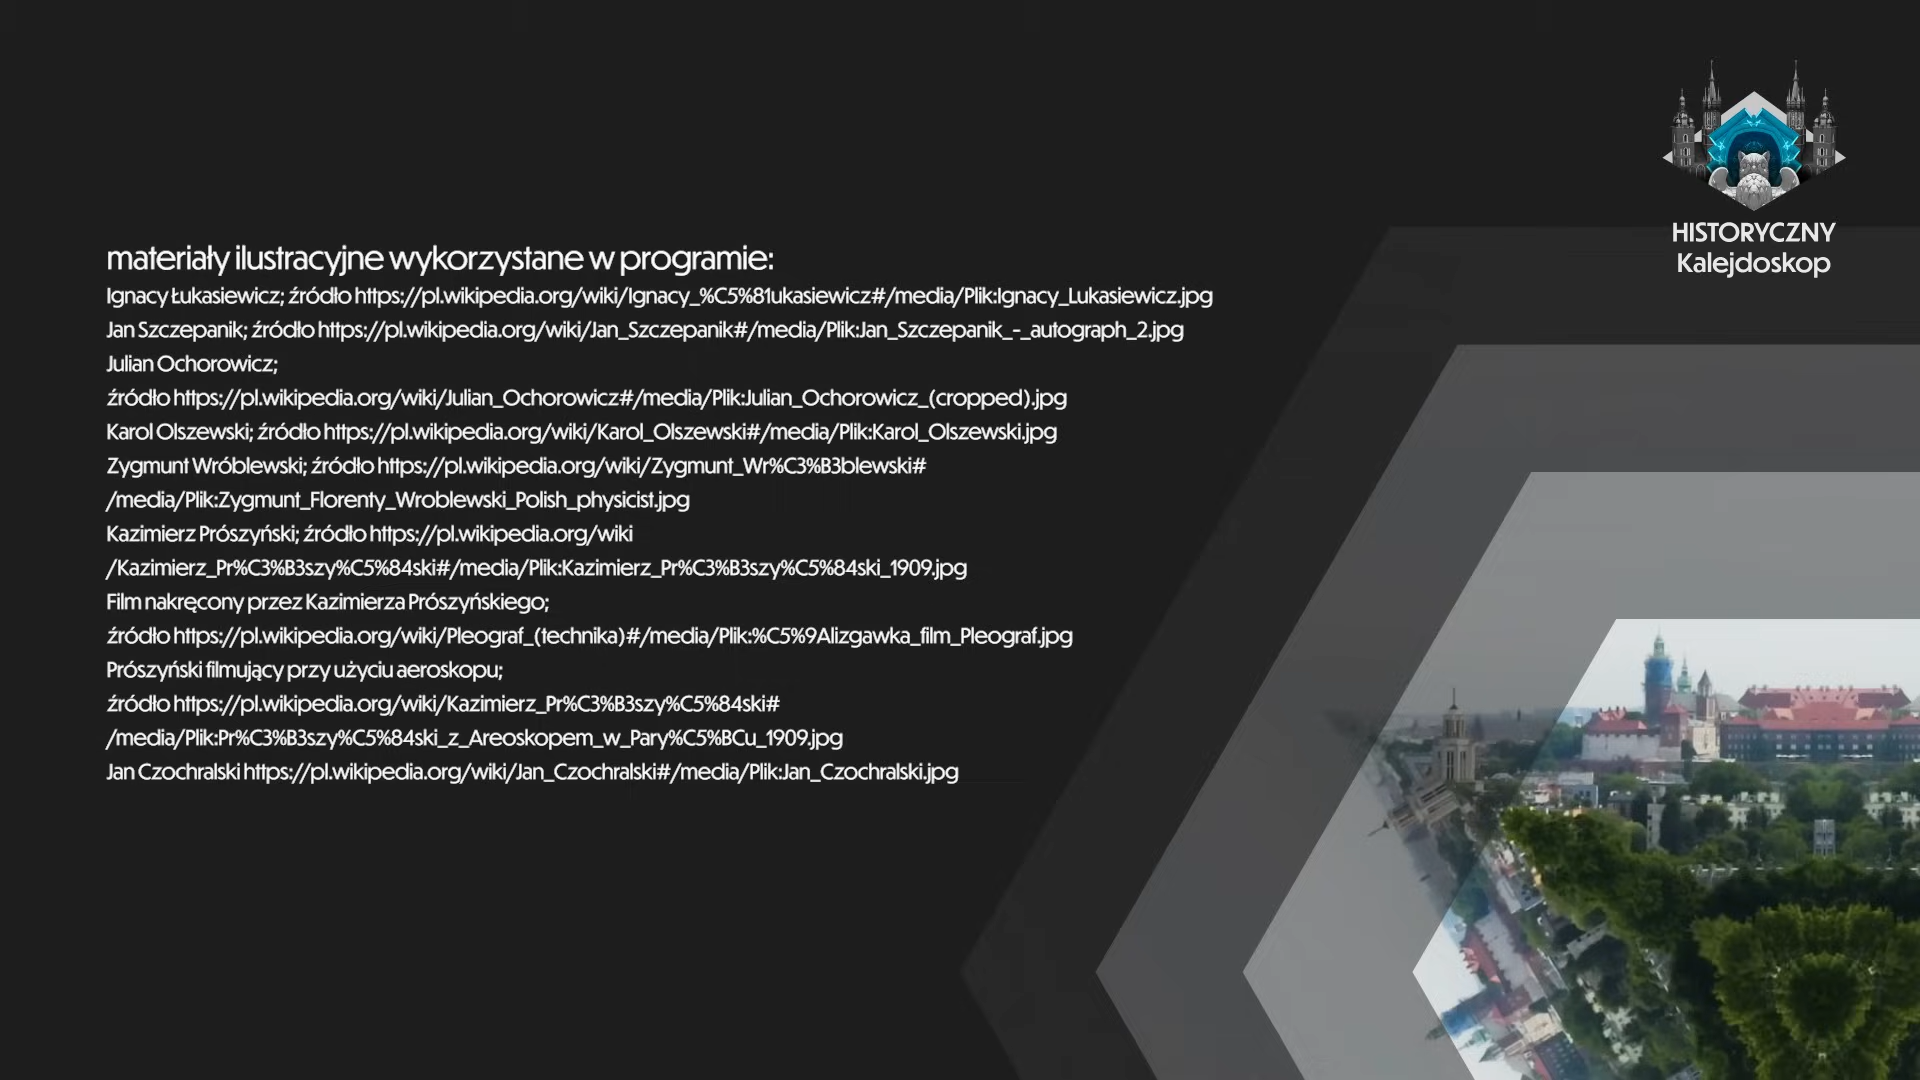 HISTORYCZNY
Kalejdoskop
materiały ilustracyjne wykorzystane w programie:
Ignacy Łukasiewicz; źródło https://pl.wikipedia.org/wiki/Ignacy_%C5%81ukasiewicz#/media/Plik:Ignacy_Lukasiewicz.jpg
Jan Szczepanik; źródło https://pl.wikipedia.org/wiki/Jan_Szczepanik#/media/Plik:Jan_Szczepanik_-_autograph_2.jpg
Julian Ochorowicz;
źródło https://pl.wikipedia.org/wiki/Julian_Ochorowicz#/media/Plik:Julian_Ochorowicz_(cropped).jpg
Karol Olszewski; źródło https://pl.wikipedia.org/wiki/Karol_Olszewski#/media/Plik:Karol_Olszewski.jpg
Zygmunt Wróblewski; źródło https://pl.wikipedia.org/wiki/Zygmunt_Wr%C3%B3blewski#
/media/Plik:Zygmunt_Florenty_Wroblewski_Polish_physicist.jpg
Kazimierz Prószyński; źródło https://pl.wikipedia.org/wiki
/Kazimierz_Pr%C3%B3szy%C5%84ski#/media/Plik:Kazimierz_Pr%C3%B3szy%C5%84ski_1909.jpg
Film nakręcony przez Kazimierza Prószyńskiego;
źródło https://pl.wikipedia.org/wiki/Pleograf_(technika)#/media/Plik:%C5%9Alizgawka_film_Pleograf.jpg
Prószyński filmujący przy użyciu aeroskopu;
źródło https://pl.wikipedia.org/wiki/Kazimierz_Pr%C3%B3szy%C5%84ski#
/media/Plik:Pr%C3%B3szy%C5%84ski_z_Areoskopem_w_Pary%C5%BCu_1909.jpg
Jan Czochralski https://pl.wikipedia.org/wiki/Jan_Czochralski#/media/Plik:Jan_Czochralski.jpg